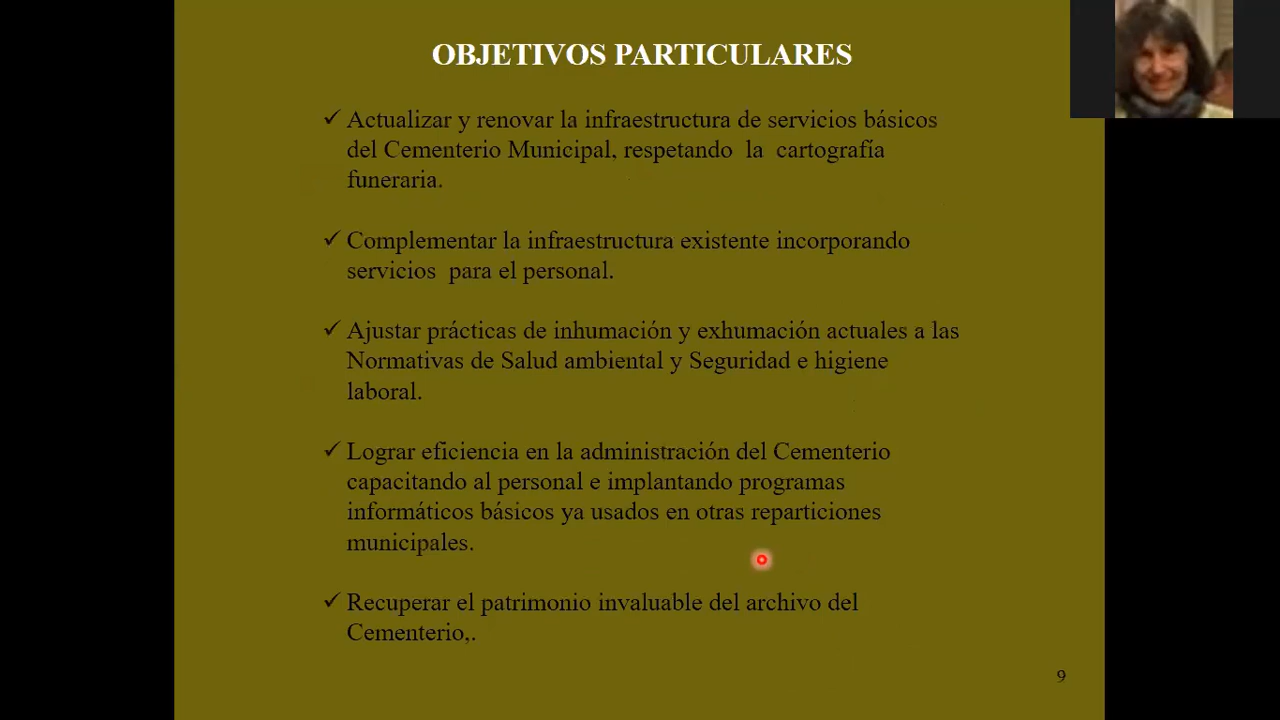 OBJETIVOS PARTICULARES
✓ Actualizar y renovar la infraestructura de servicios básicos
del Cementerio Municipal, respetando la cartografía
funeraria.
✓ Complementar la infraestructura existente incorporando
servicios para el personal.
✓ Ajustar prácticas de inhumación y exhumación actuales a las
Normativas de Salud ambiental y Seguridad e higiene
laboral.
✓ Lograr eficiencia en la administración del Cementerio
capacitando al personal e implantando programas
informáticos básicos ya usados en otras reparticiones
municipales.
✓ Recuperar el patrimonio invaluable del archivo del
Cementerio,.
9